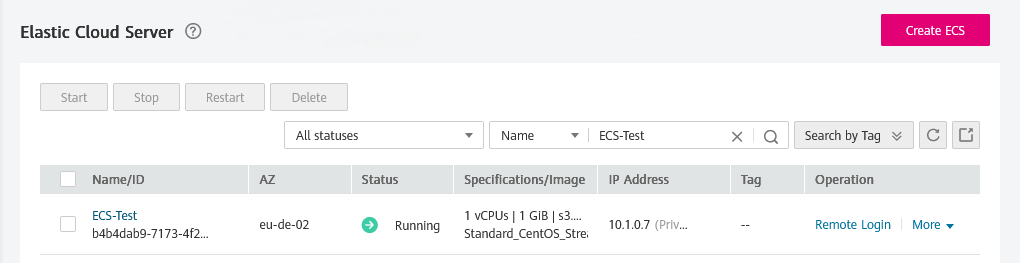 Elastic Cloud Server ?
Create ECS
Start Stop Restart Delete
All statuses Name ECS-Test Search by Tag
Name/ID AZ Status Specifications/Image IP Address Tag Operation
ECS-Test
b4b4dab9-7173-4f2... eu-de-02 Running 1 vCPUs | 1 GiB | s3.... 10.1.0.7 (Priv... -- Remote Login More
Standard_CentOS_Strea